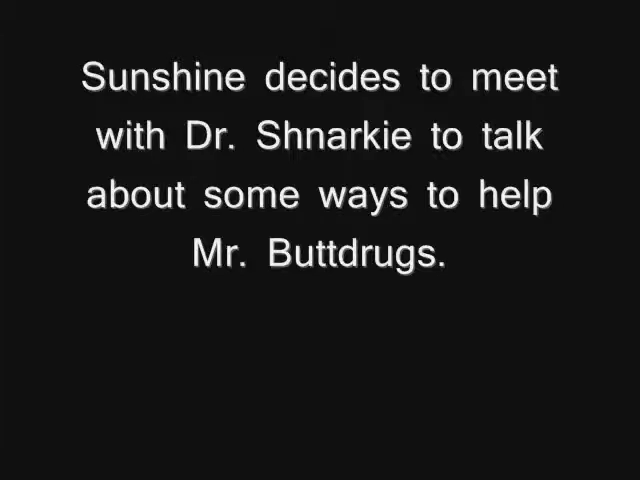 Sunshine decides to meet
with Dr. Shnarkie to talk
about some ways to help
Mr. Buttdrugs.